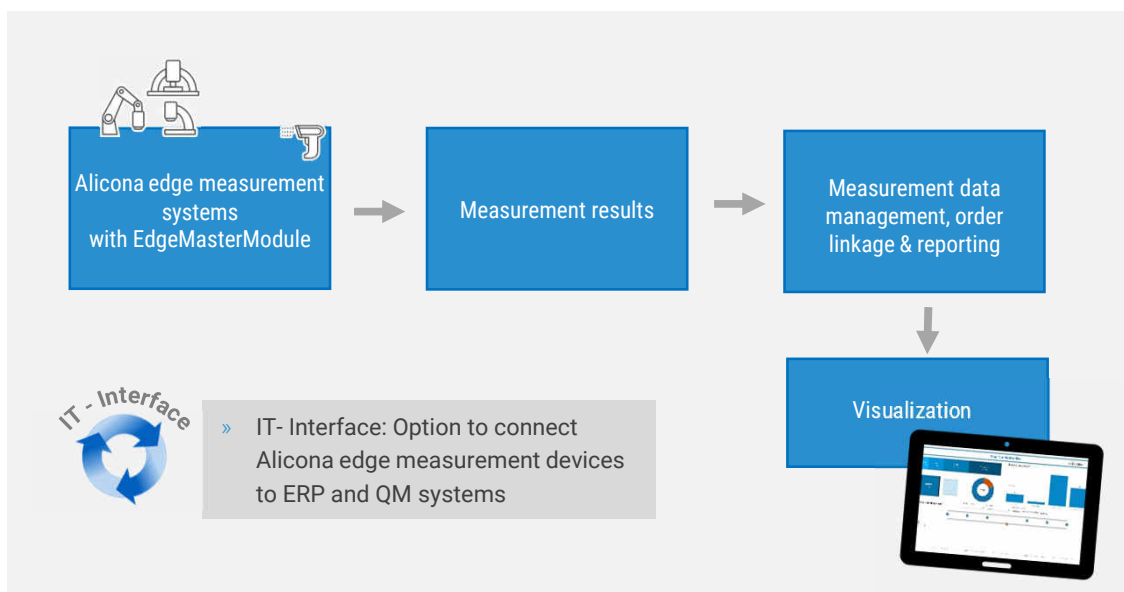 Alicona edge measurement
systems
with EdgeMasterModule
Measurement results
Measurement data
management, order
linkage & reporting
Visualization
IT - Interface
» IT- Interface: Option to connect
Alicona edge measurement devices
to ERP and QM systems